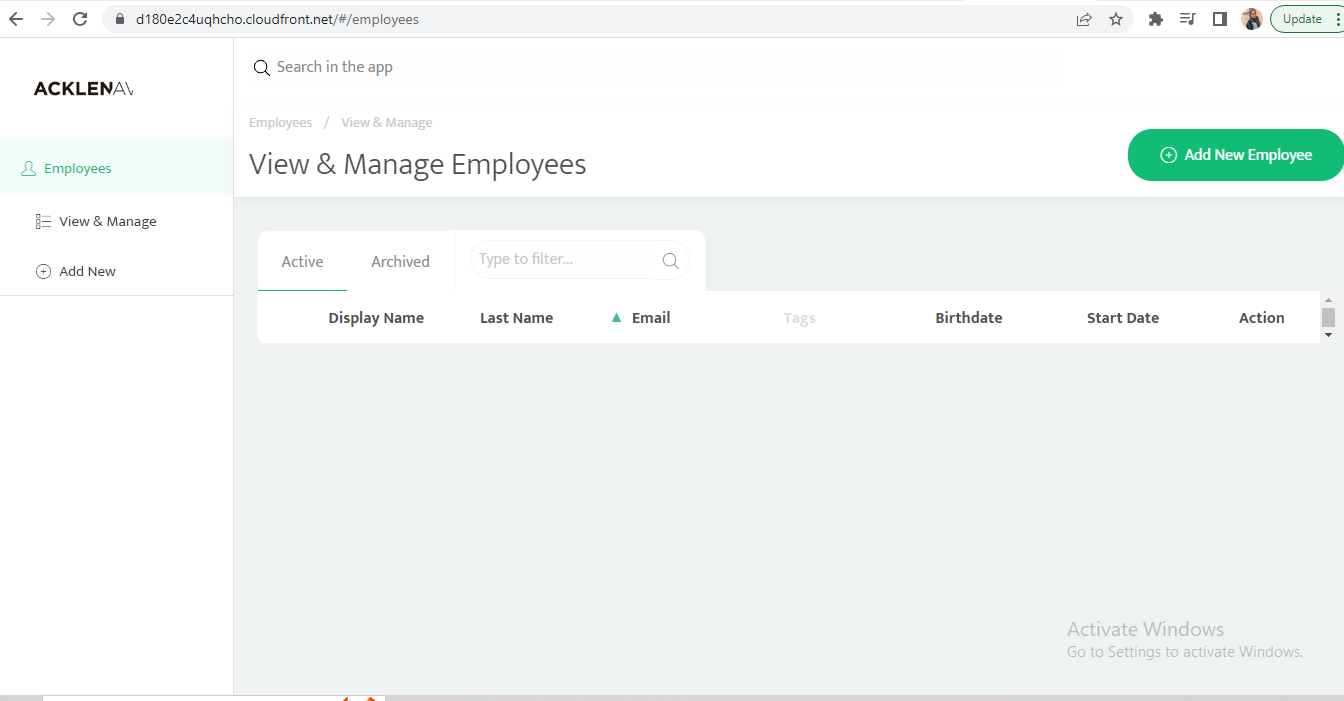 d180e2c4uqhcho.cloudfront.net/#/employees
Update
ACKLENAV
Search in the app
Employees / View & Manage
View & Manage Employees
Add New Employee
Employees
View & Manage
Add New
Active
Archived
Type to filter...
Display Name
Last Name
Email
Tags
Birthdate
Start Date
Action
Activate Windows
Go to Settings to activate Windows.